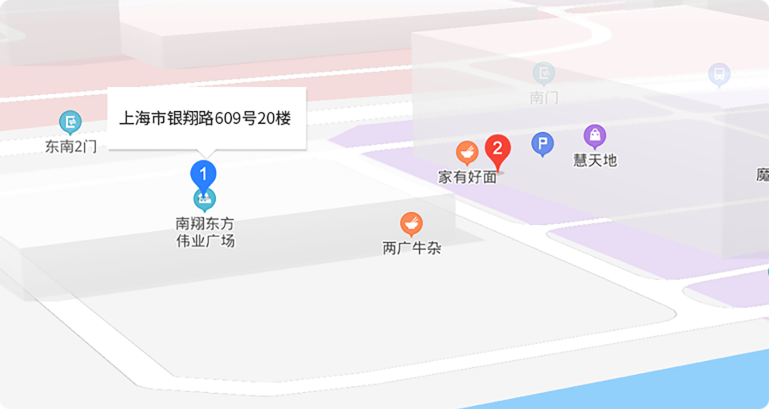 上海市银翔路609号20楼
南门
东南2门
1
2
P
慧天地
家有好面
魔
南翔东方
伟业广场
两广牛杂